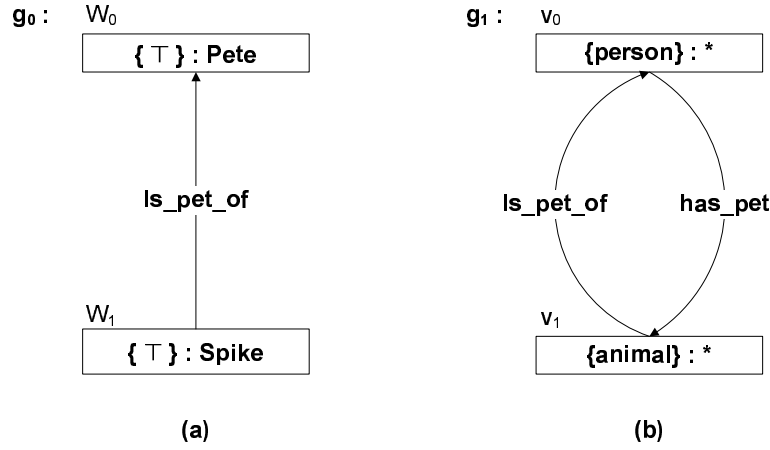 g₀ : W₀
{ ⊤ } : Pete
Is_pet_of
W₁
{ ⊤ } : Spike
(a)
g₁ : v₀
{person} : *
Is_pet_of has_pet
v₁
{animal} : *
(b)